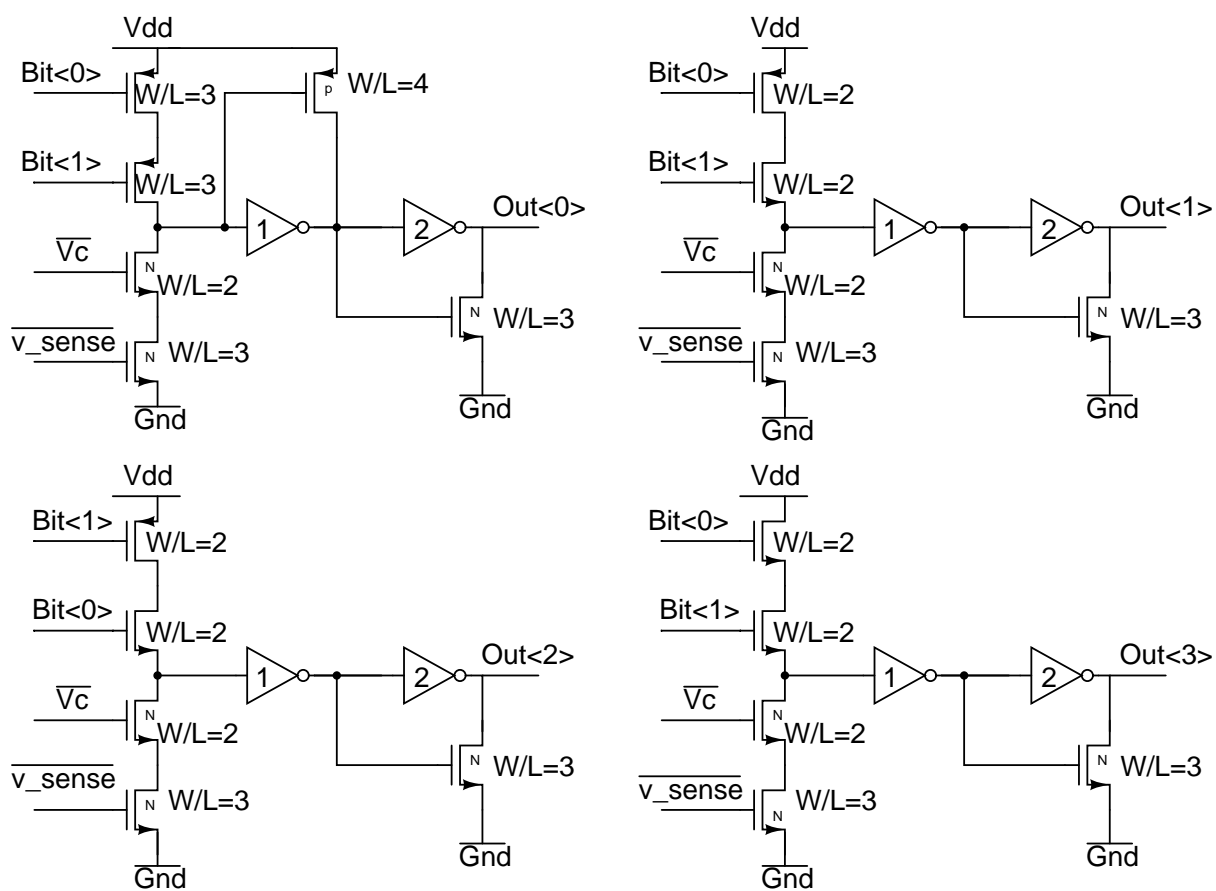 Vdd
Bit<0>
W/L=3
p
W/L=4
Bit<1>
W/L=3
1
2
Out<0>
Vc
N
W/L=2
N
W/L=3
v_sense
N
W/L=3
Gnd
Gnd
Vdd
Bit<0>
W/L=2
Bit<1>
W/L=2
1
2
Out<1>
Vc
N
W/L=2
N
W/L=3
v_sense
N
W/L=3
Gnd
Gnd
Vdd
Bit<1>
W/L=2
Bit<0>
W/L=2
1
2
Out<2>
Vc
N
W/L=2
N
W/L=3
v_sense
N
W/L=3
Gnd
Gnd
Vdd
Bit<0>
W/L=2
Bit<1>
W/L=2
1
2
Out<3>
Vc
N
W/L=2
N
W/L=3
v_sense
N
W/L=3
Gnd
Gnd